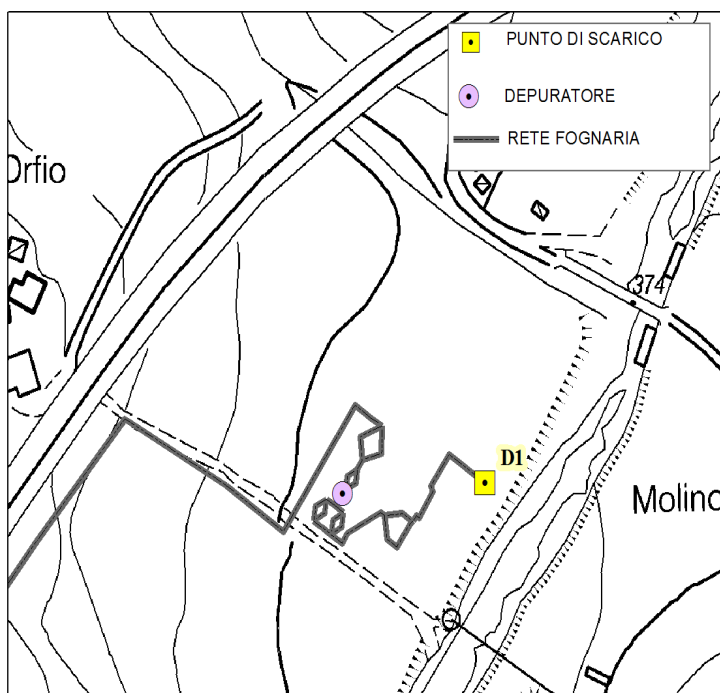 PUNTO DI SCARICO
DEPURATORE
RETE FOGNARIA
Orfio
374
D1
Molino